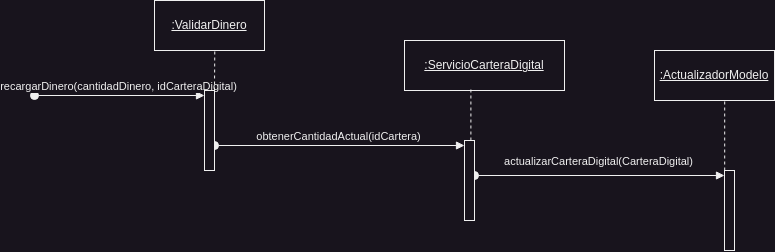 :ValidarDinero
:ServicioCarteraDigital
:ActualizadorModelo
recargarDinero(cantidadDinero, idCarteraDigital)
obtenerCantidadActual(idCartera)
actualizarCarteraDigital(CarteraDigital)